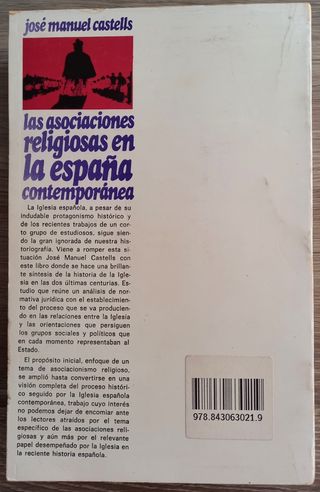 josé manuel castells
las asociaciones
religiosas en
la españa
contemporánea
La Iglesia española, a pesar de su
indudable protagonismo histórico y
de los recientes trabajos de un cor-
to grupo de estudiosos, sigue sien-
do la gran ignorada de nuestra his-
toriografía. Viene a romper esta si-
tuación José Manuel Castells con
este libro donde se hace una brillan-
te síntesis de la historia de la Igle-
sia en las dos últimas centurias. Es-
tudio que reúne un análisis de nor-
mativa jurídica con el establecimien-
to del proceso que se va producien-
do en las relaciones entre la Iglesia
y las orientaciones que persiguen
los grupos sociales y políticos que
en cada momento representaban al
Estado.
El propósito inicial, enfoque de un
tema de asociacionismo religioso,
se amplió hasta convertirse en una
visión completa del proceso históri-
co seguido por la Iglesia española
contemporánea, trabajo cuyo interés
no podemos dejar de encomiar ante
los lectores atraídos por el tema es-
pecífico de las asociaciones reli-
giosas y aún más por el relevante
papel desempeñado por la Iglesia en
la reciente historia española.
978.843063021.9